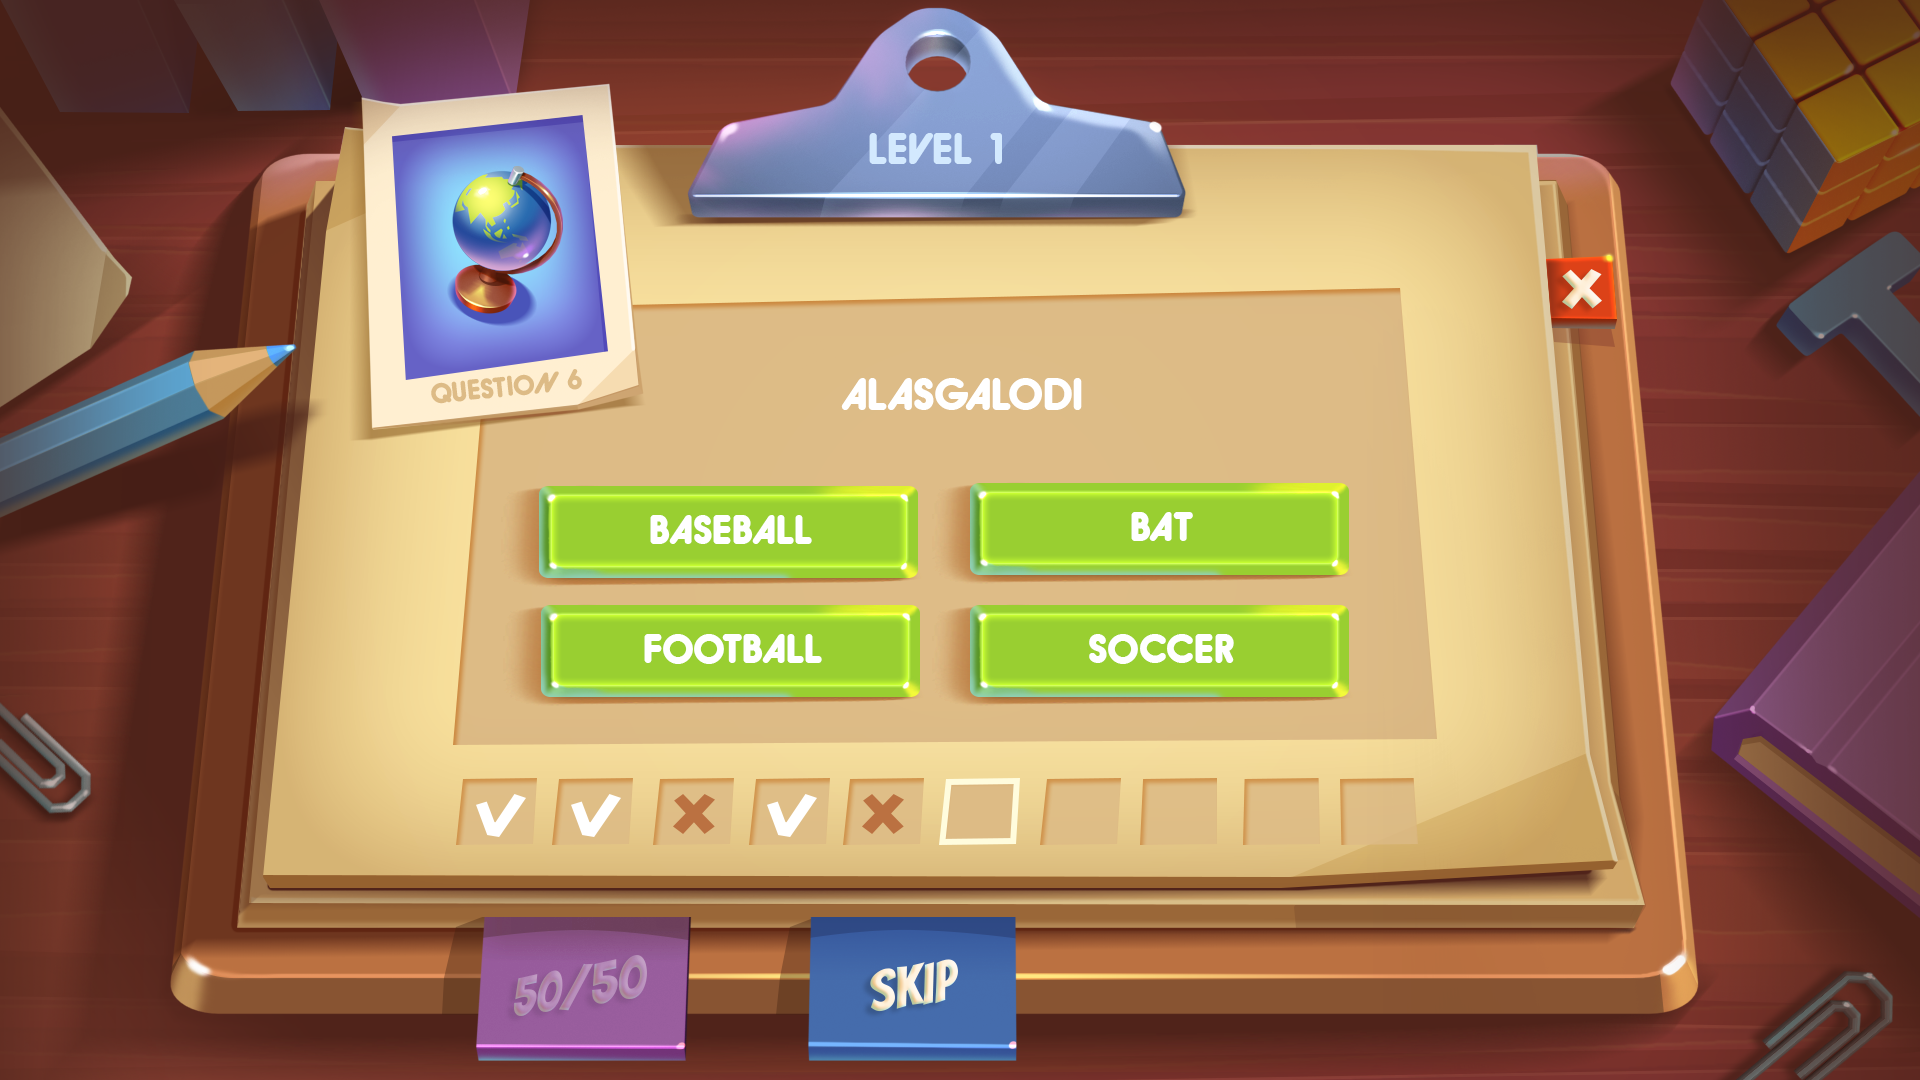 LEVEL 1
QUESTION 6
ALASGALODI
BASEBALL
BAT
FOOTBALL
SOCCER
50/50
SKIP